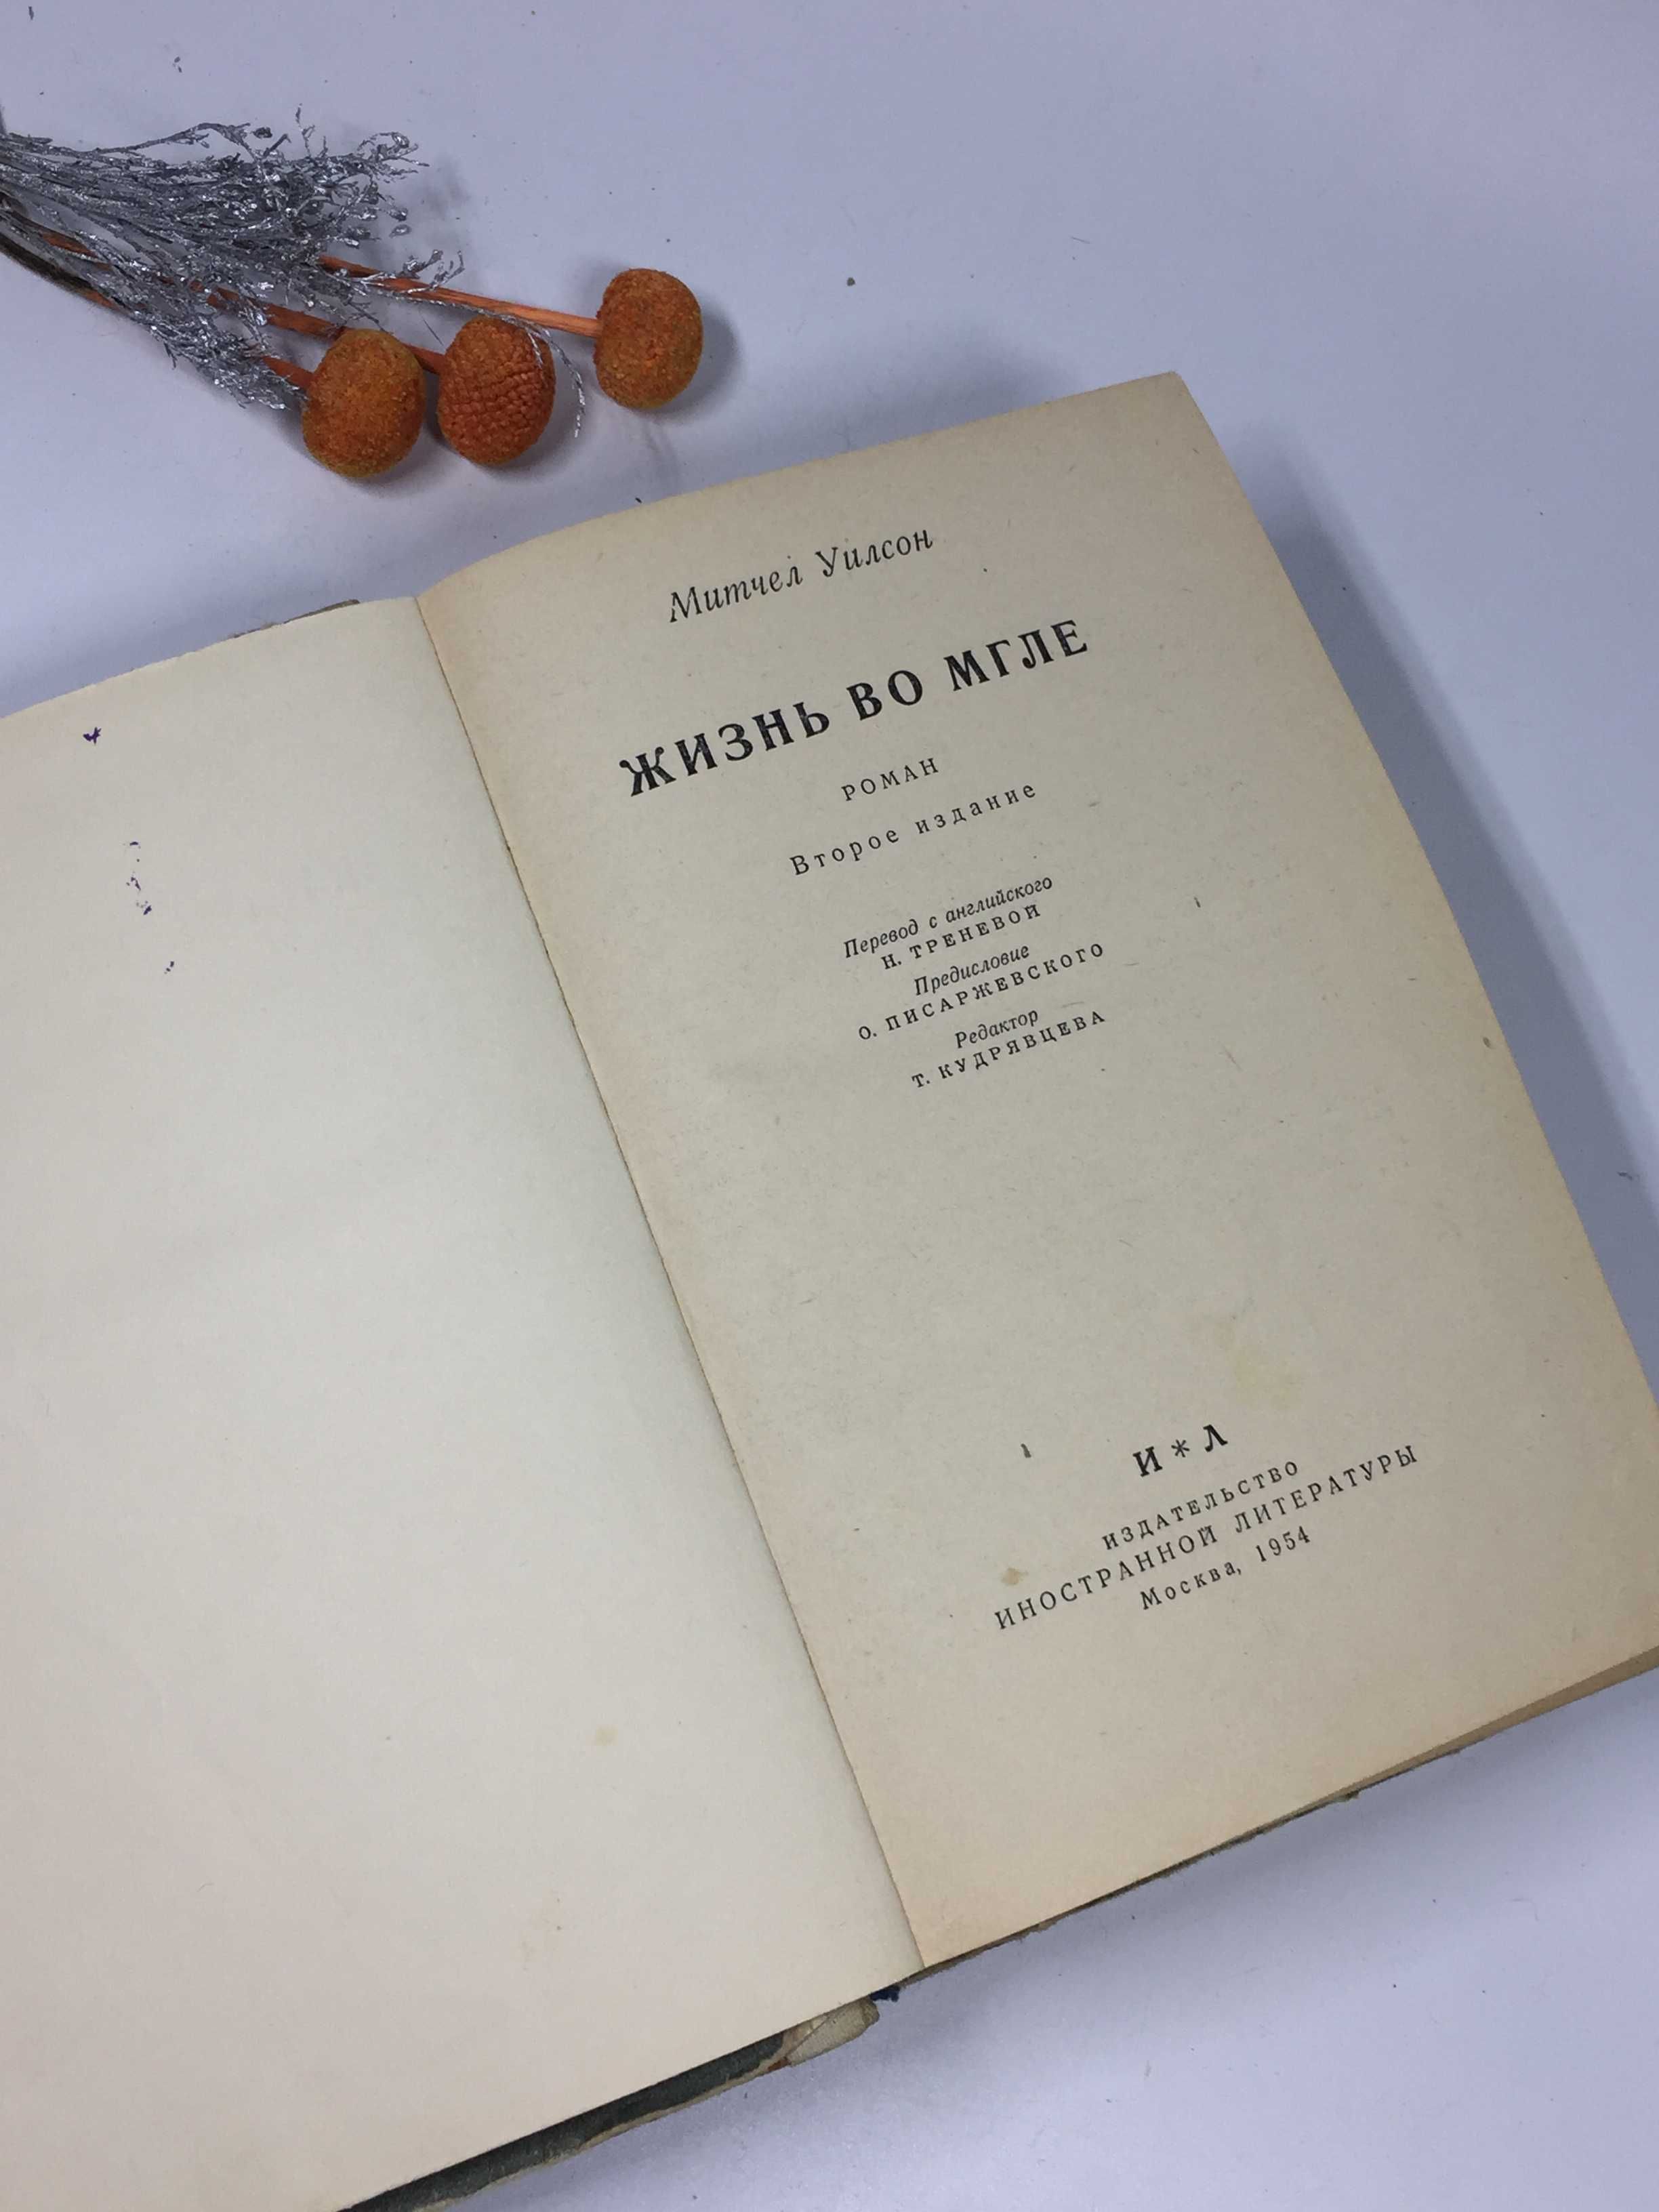 Митчел Уилсон
ЖИЗНЬ ВО МГЛЕ
РОМАН
Второе издание
Перевод с английского
Н. ТРЕНЕВОЙ
Предисловие
О. ПИСАРЖЕВСКОГО
Редактор
Т. КУДРЯВЦЕВА
И * Л
ИЗДАТЕЛЬСТВО
ИНОСТРАННОЙ ЛИТЕРАТУРЫ
Москва, 1954